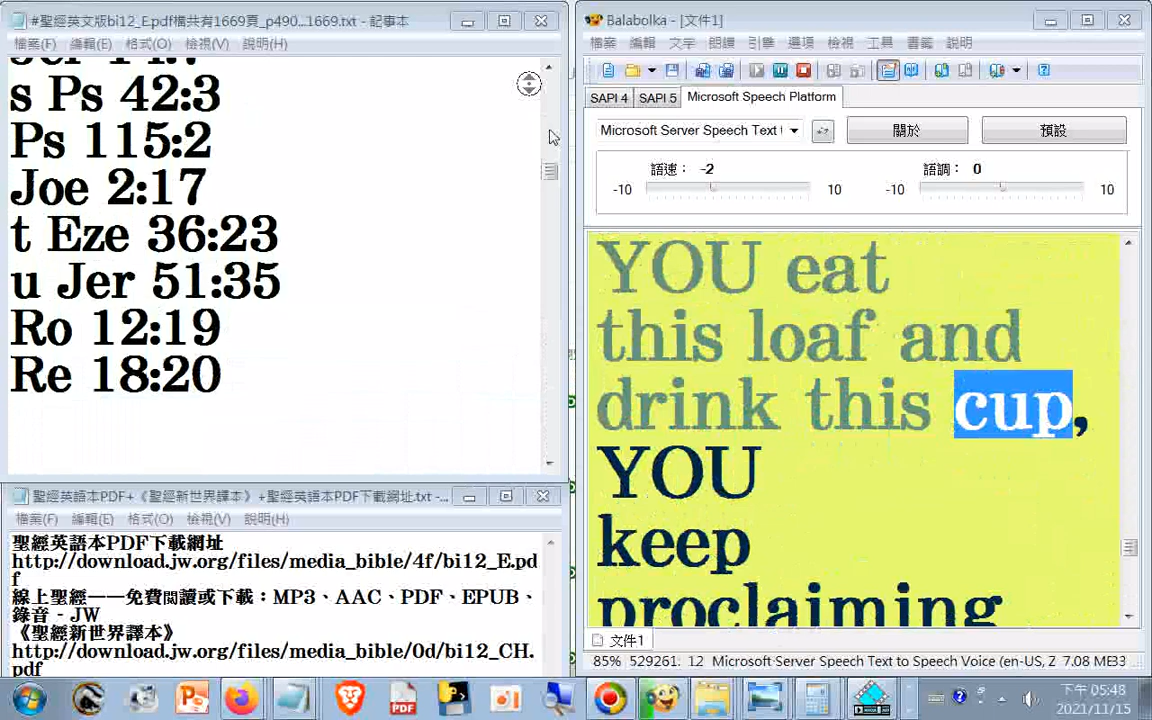 #聖經英文版bi12_E.pdf檔共有1669頁_p490...1669.txt - 記事本
檔案(F) 編輯(E) 格式(O) 檢視(V) 說明(H)
s Ps 42:3
Ps 115:2
Joe 2:17
t Eze 36:23
u Jer 51:35
Ro 12:19
Re 18:20
聖經英語本PDF+《聖經新世界譯本》+聖經英語本PDF下載網址.txt -...
檔案(F) 編輯(E) 格式(O) 檢視(V) 說明(H)
聖經英語本PDF下載網址
http://download.jw.org/files/media_bible/4f/bi12_E.pd
f
線上聖經──免費閱讀或下載：MP3、AAC、PDF、EPUB、
錄音 - JW
《聖經新世界譯本》
http://download.jw.org/files/media_bible/0d/bi12_CH.
pdf
Balabolka - [文件1]
檔案 編輯 文字 朗讀 引擎 選項 檢視 工具 書籤 說明
SAPI 4 SAPI 5 Microsoft Speech Platform
Microsoft Server Speech Text 關於 預設
語速： -2 語調： 0
-10 10 -10 10
YOU eat
this loaf and
drink this cup,
YOU
keep
proclaiming
文件1
85% 529261: 12 Microsoft Server Speech Text to Speech Voice (en-US, Z 7.08 ME33
下午 05:48
2021/11/15